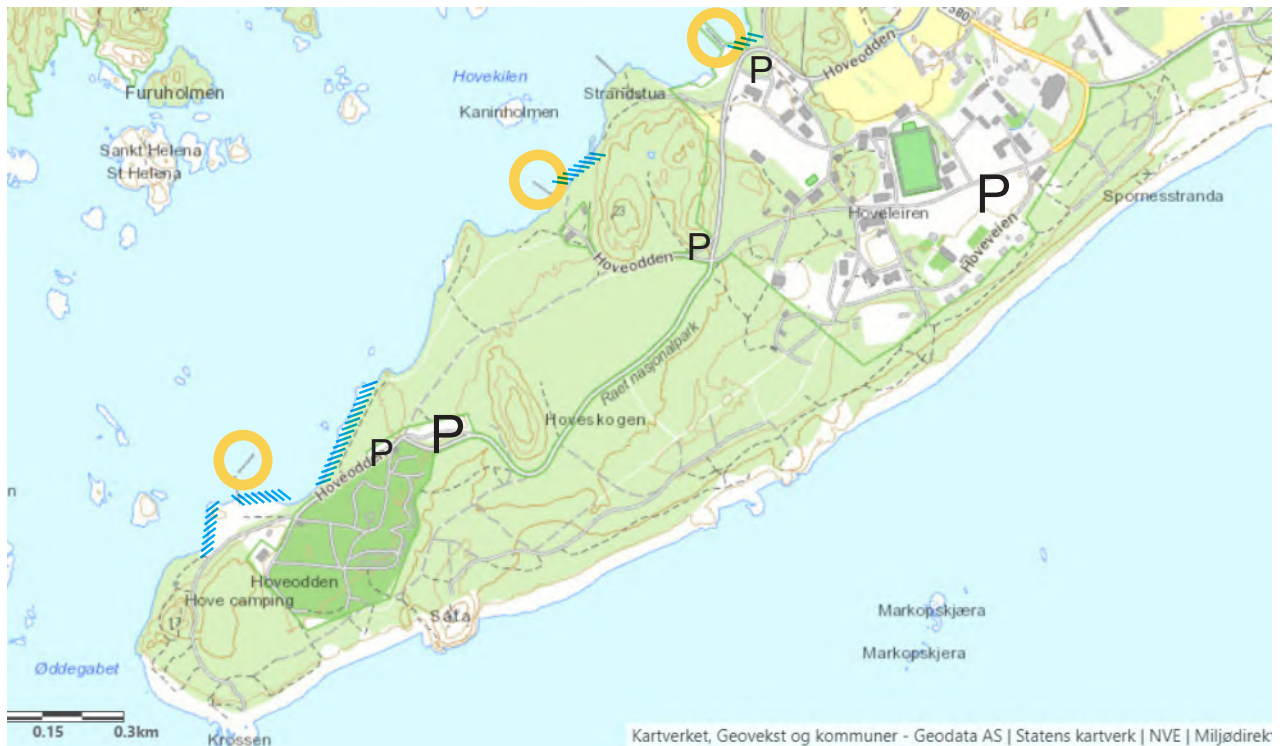 Furuholmen
Hovekilen
Kaninholmen
Strandstua
Sankt Helena
St Helena
P
Hoveodden
P
Spornesstranda
Hoveleiren
Hoveveien
23
P
Hoveodden
Raet nasjonalpark
Hoveskogen
P
P
Hoveodden
Hoveodden
Hove camping
17
Såta
Markopskjæra
Markopskjera
Øddegabet
0.15 0.3km
Krossen
Kartverket, Geovekst og kommuner - Geodata AS | Statens kartverk | NVE | Miljødirekt